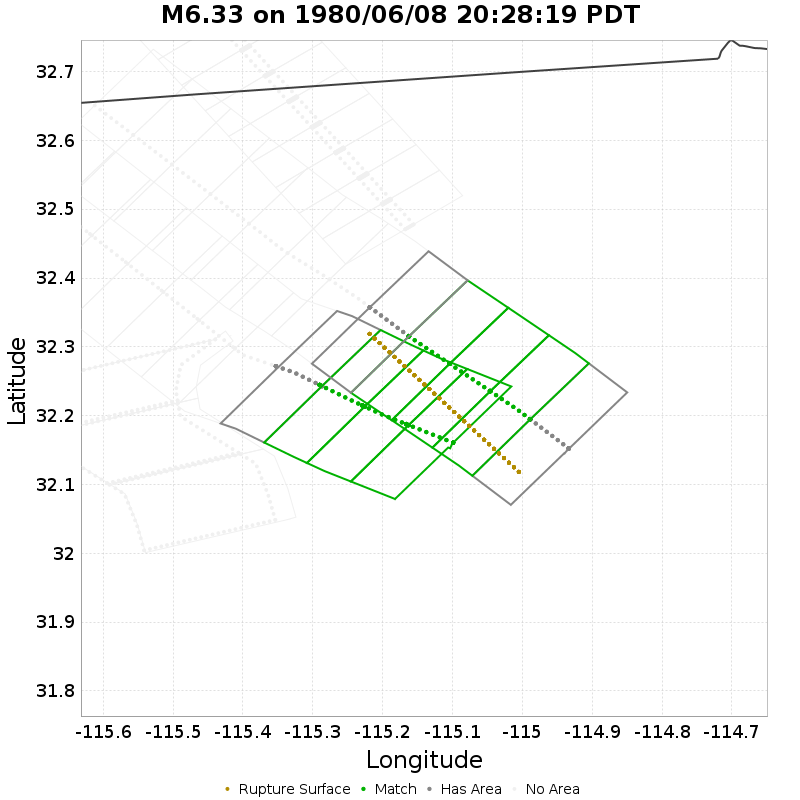 M6.33 on 1980/06/08 20:28:19 PDT
32.7
32.6
32.5
32.4
32.3
32.2
32.1
32
31.9
31.8
Latitude
-115.6 -115.5 -115.4 -115.3 -115.2 -115.1 -115 -114.9 -114.8 -114.7
Longitude
Rupture Surface Match Has Area No Area